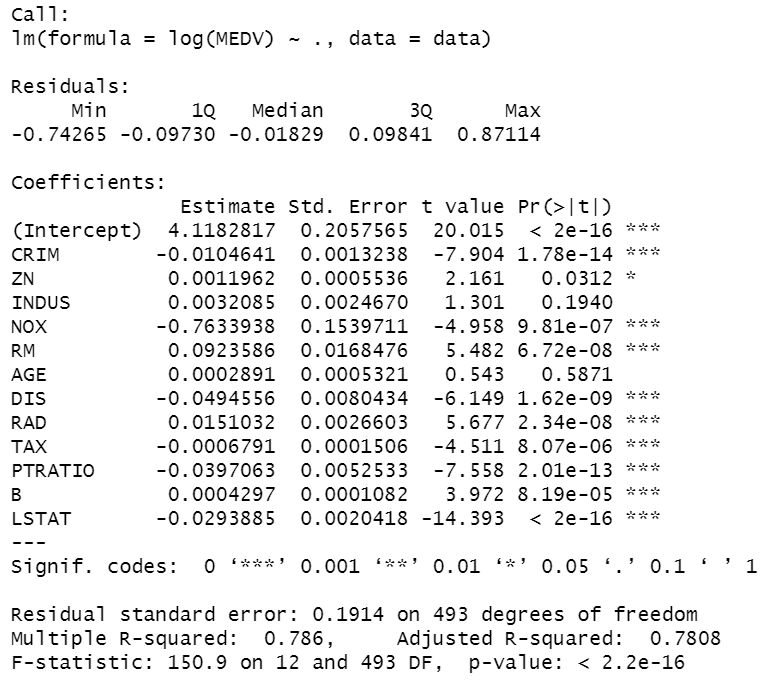 Call:
lm(formula = log(MEDV) ~ ., data = data)
Residuals:
Min 1Q Median 3Q Max
-0.74265 -0.09730 -0.01829 0.09841 0.87114
Coefficients:
Estimate Std. Error t value Pr(>|t|)
(Intercept) 4.1182817 0.2057565 20.015 < 2e-16 ***
CRIM -0.0104641 0.0013238 -7.904 1.78e-14 ***
ZN 0.0011962 0.0005536 2.161 0.0312 *
INDUS 0.0032085 0.0024670 1.301 0.1940
NOX -0.7633938 0.1539711 -4.958 9.81e-07 ***
RM 0.0923586 0.0168476 5.482 6.72e-08 ***
AGE 0.0002891 0.0005321 0.543 0.5871
DIS -0.0494556 0.0080434 -6.149 1.62e-09 ***
RAD 0.0151032 0.0026603 5.677 2.34e-08 ***
TAX -0.0006791 0.0001506 -4.511 8.07e-06 ***
PTRATIO -0.0397063 0.0052533 -7.558 2.01e-13 ***
B 0.0004297 0.0001082 3.972 8.19e-05 ***
LSTAT -0.0293885 0.0020418 -14.393 < 2e-16 ***
---
Signif. codes: 0 ‘***’ 0.001 ‘**’ 0.01 ‘*’ 0.05 ‘.’ 0.1 ‘ ’ 1
Residual standard error: 0.1914 on 493 degrees of freedom
Multiple R-squared: 0.786, Adjusted R-squared: 0.7808
F-statistic: 150.9 on 12 and 493 DF, p-value: < 2.2e-16